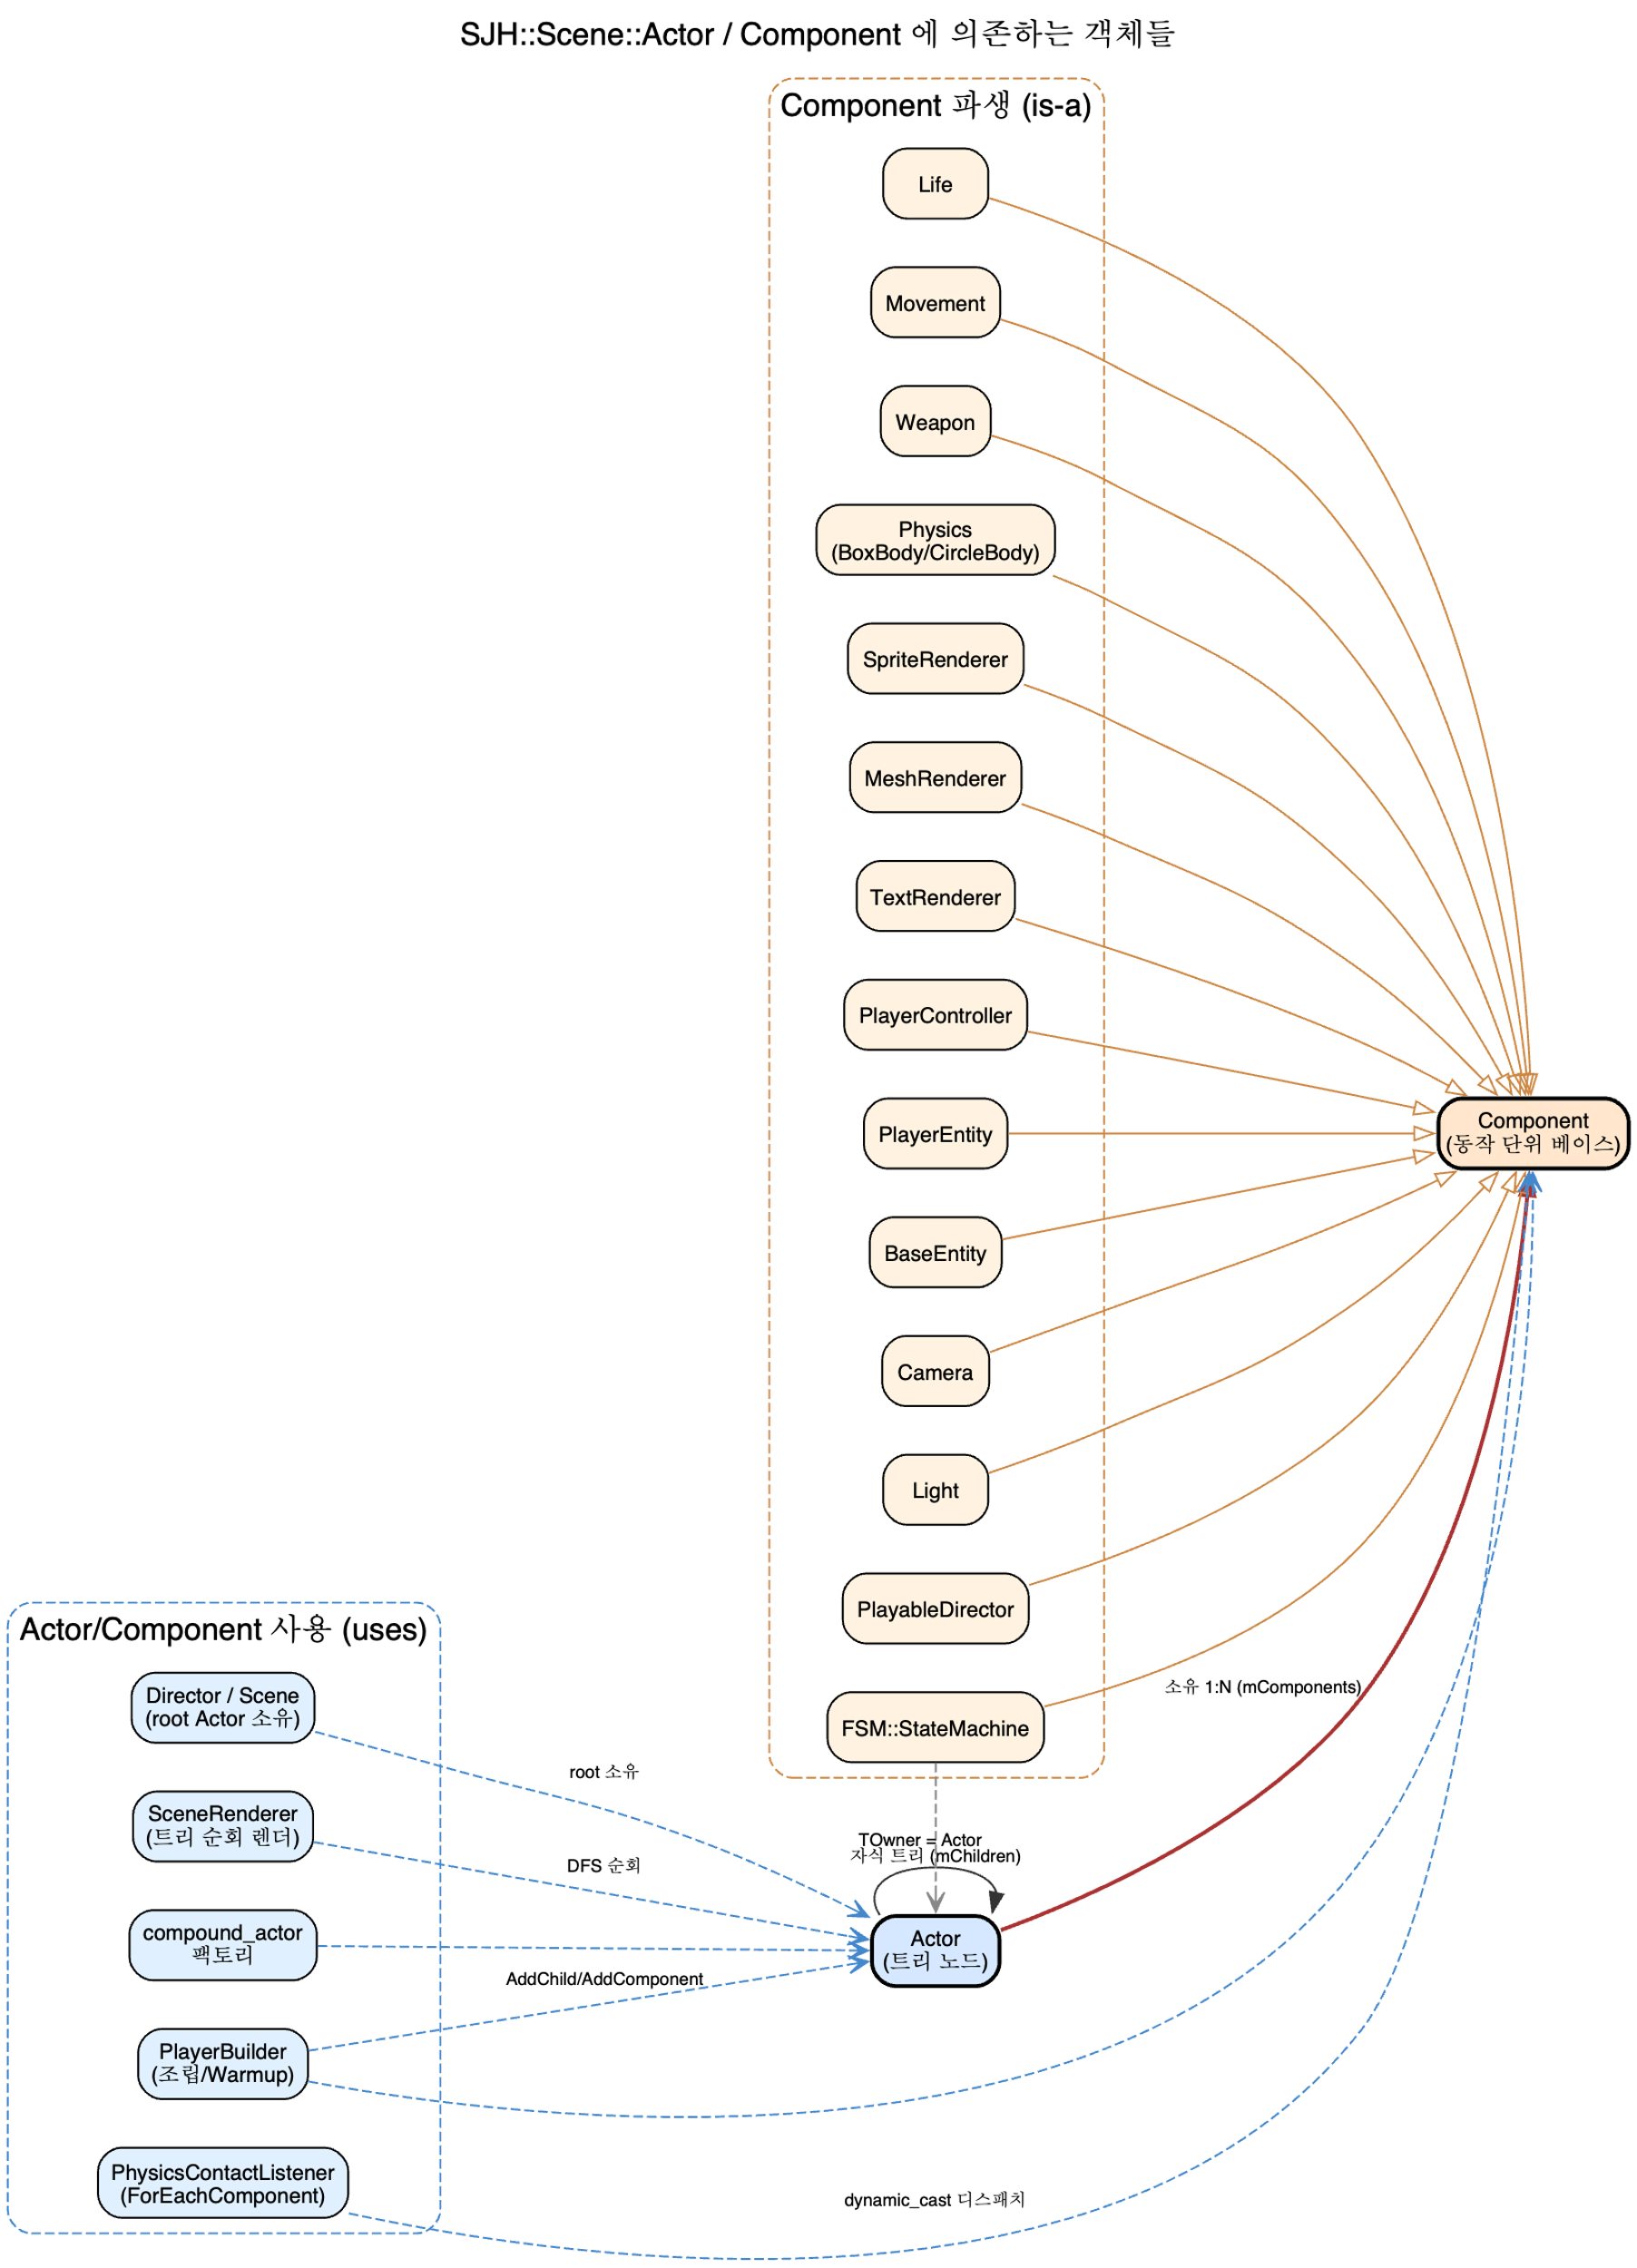 SJH::Scene::Actor / Component 에 의존하는 객체들
Component 파생 (is-a)
Life
Movement
Weapon
Physics
(BoxBody/CircleBody)
SpriteRenderer
MeshRenderer
TextRenderer
PlayerController
PlayerEntity
Component
(동작 단위 베이스)
BaseEntity
Camera
Light
PlayableDirector
FSM::StateMachine
소유 1:N (mComponents)
Actor/Component 사용 (uses)
Director / Scene
(root Actor 소유)
root 소유
SceneRenderer
(트리 순회 렌더)
DFS 순회
TOwner = Actor
자식 트리 (mChildren)
compound_actor
팩토리
Actor
(트리 노드)
AddChild/AddComponent
PlayerBuilder
(조립/Warmup)
PhysicsContactListener
(ForEachComponent)
dynamic_cast 디스패치